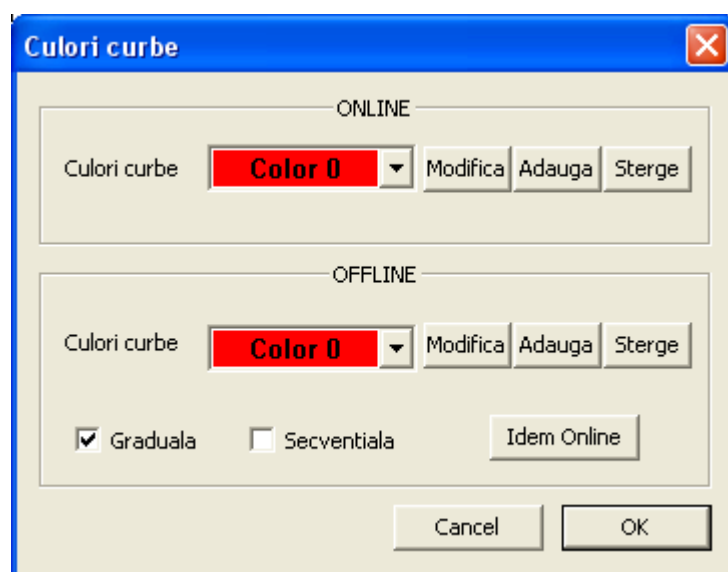 Culori curbe
ONLINE
Culori curbe Color 0 Modifica Adauga Sterge
OFFLINE
Culori curbe Color 0 Modifica Adauga Sterge
Graduala Secventiala Idem Online
Cancel OK